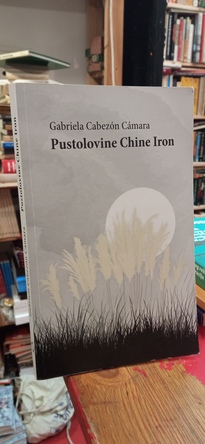 Gabriela Cabezón Cámara
Pustolovine Chine Iron